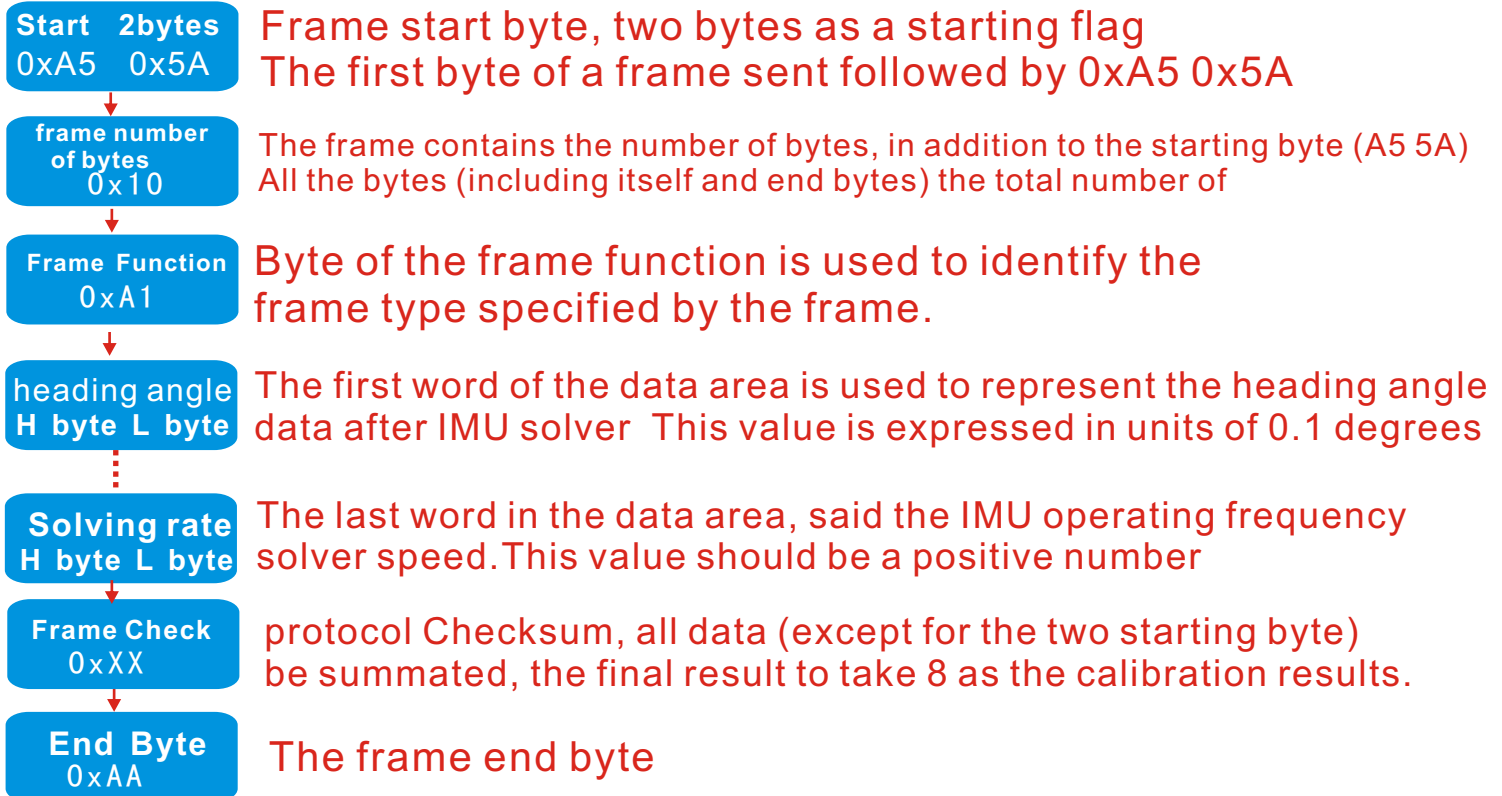 Start 2bytes
0xA5 0x5A
Frame start byte, two bytes as a starting flag
The first byte of a frame sent followed by 0xA5 0x5A
frame number
of bytes
0x10
The frame contains the number of bytes, in addition to the starting byte (A5 5A)
All the bytes (including itself and end bytes) the total number of
Frame Function
0xA1
Byte of the frame function is used to identify the
frame type specified by the frame.
heading angle
H byte L byte
The first word of the data area is used to represent the heading angle
data after IMU solver This value is expressed in units of 0.1 degrees
Solving rate
H byte L byte
The last word in the data area, said the IMU operating frequency
solver speed.This value should be a positive number
Frame Check
0xXX
protocol Checksum, all data (except for the two starting byte)
be summated, the final result to take 8 as the calibration results.
End Byte
0xAA
The frame end byte